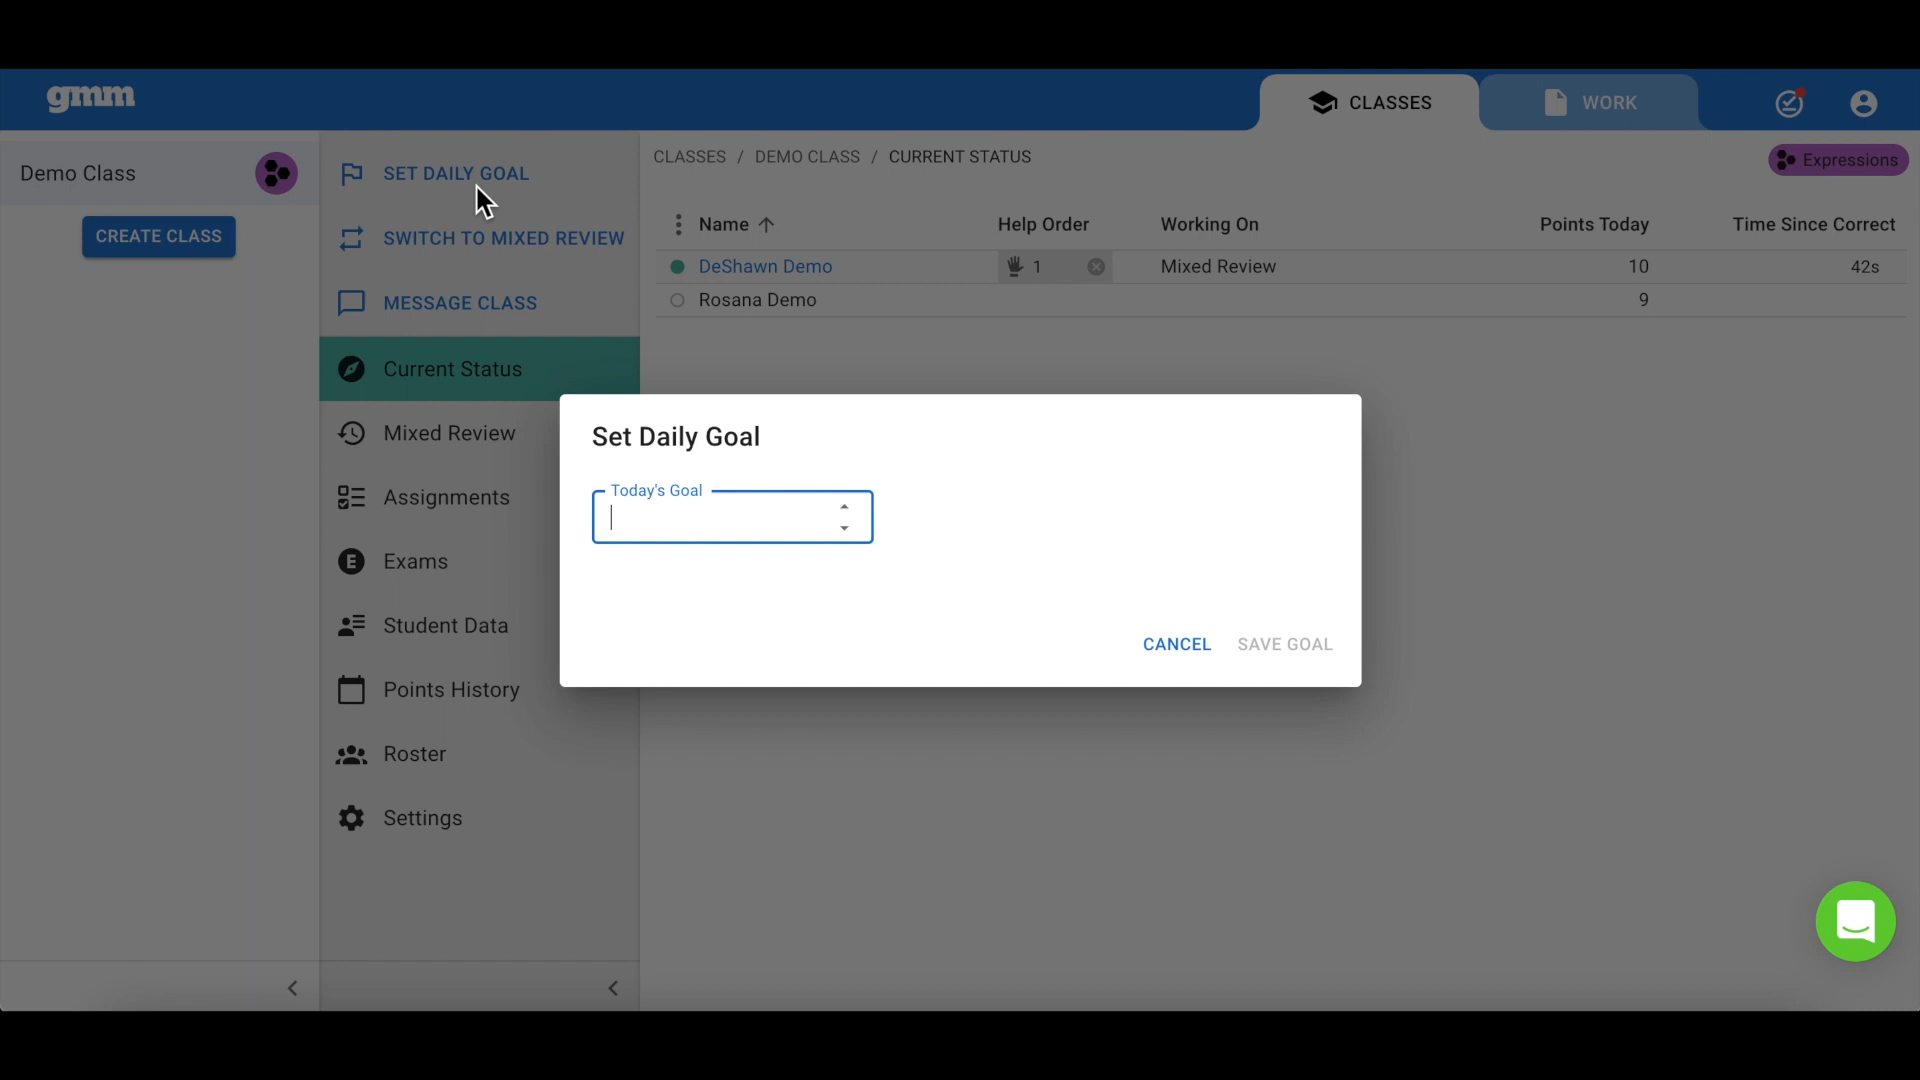 gmm
CLASSES
WORK
Demo Class
CREATE CLASS
SET DAILY GOAL
SWITCH TO MIXED REVIEW
MESSAGE CLASS
Current Status
Mixed Review
Assignments
E
Exams
Student Data
Points History
Roster
Settings
CLASSES / DEMO CLASS / CURRENT STATUS
Expressions
Name Help Order Working On Points Today Time Since Correct
DeShawn Demo 1 Mixed Review 10 42s
Rosana Demo 9
Set Daily Goal
Today's Goal
CANCEL SAVE GOAL